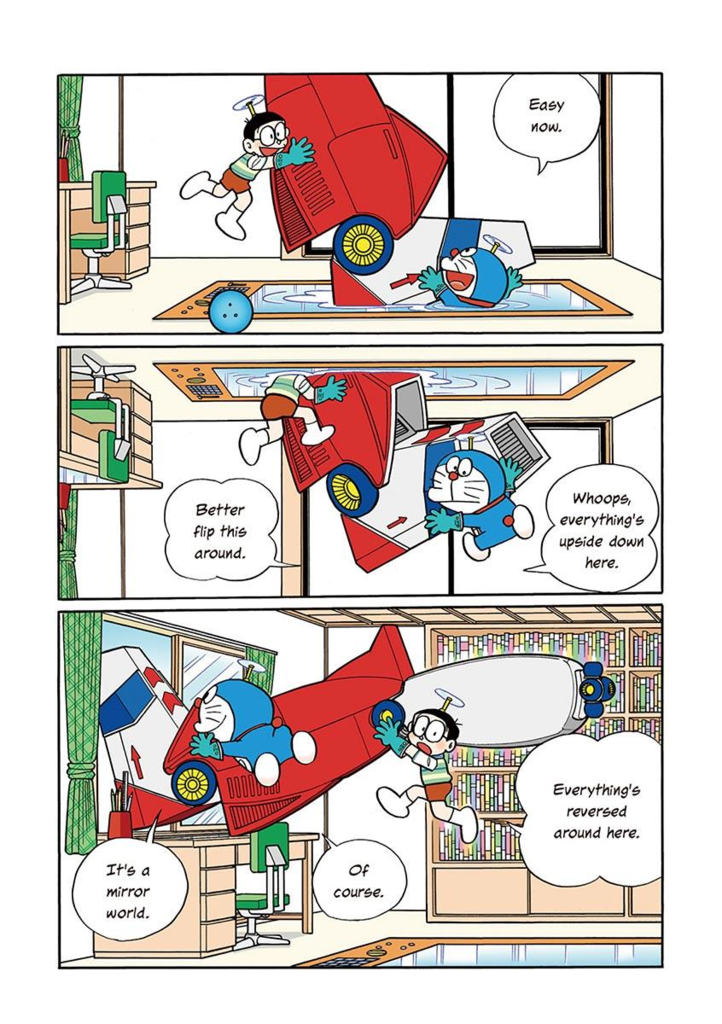 Easy
now.
Better
flip this
around.
Whoops,
everything's
upside down
here.
Everything's
reversed
around here.
It's a
mirror
world.
Of
course.